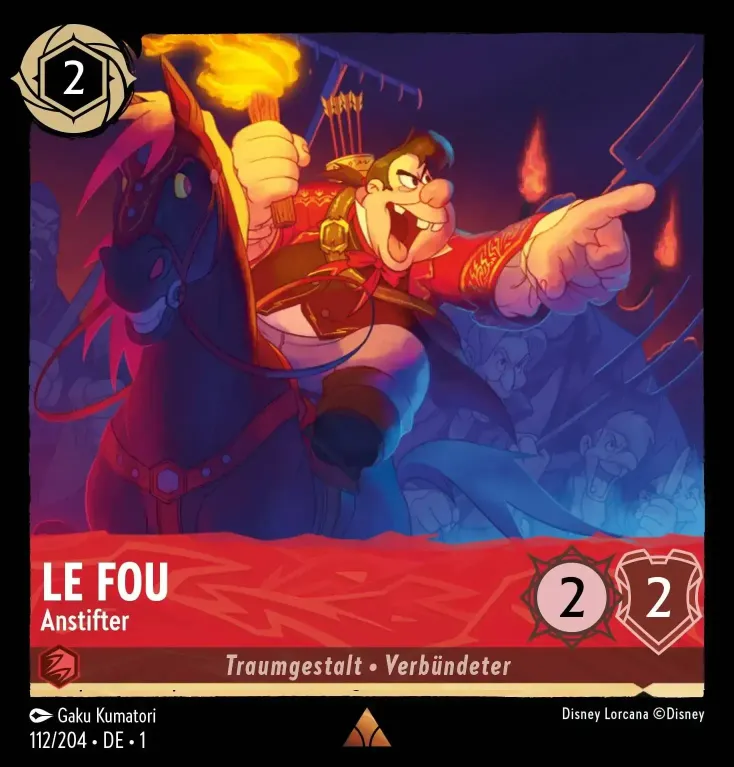 2
LE FOU
Anstifter
2 2
Traumgestalt • Verbündeter
Gaku Kumatori
112/204 • DE • 1
Disney Lorcana ©Disney